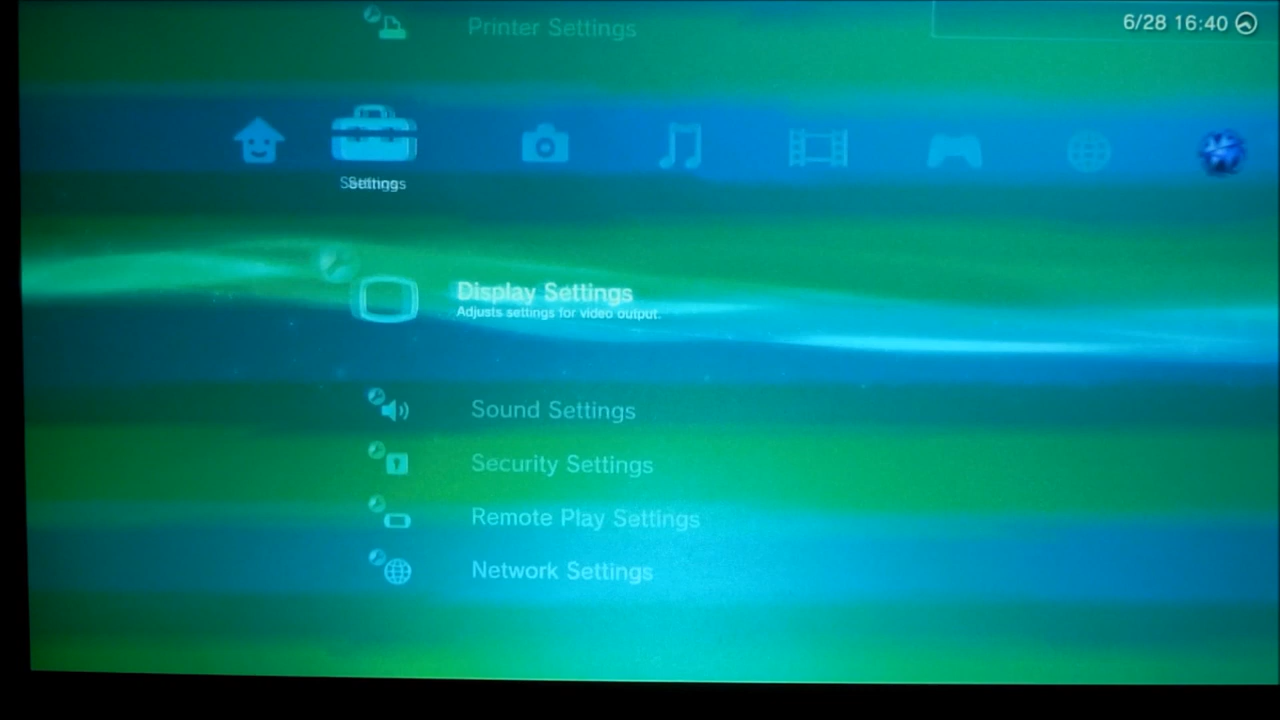 Printer Settings
6/28 16:40
Settings
Display Settings
Adjusts settings for video output.
Sound Settings
Security Settings
Remote Play Settings
Network Settings